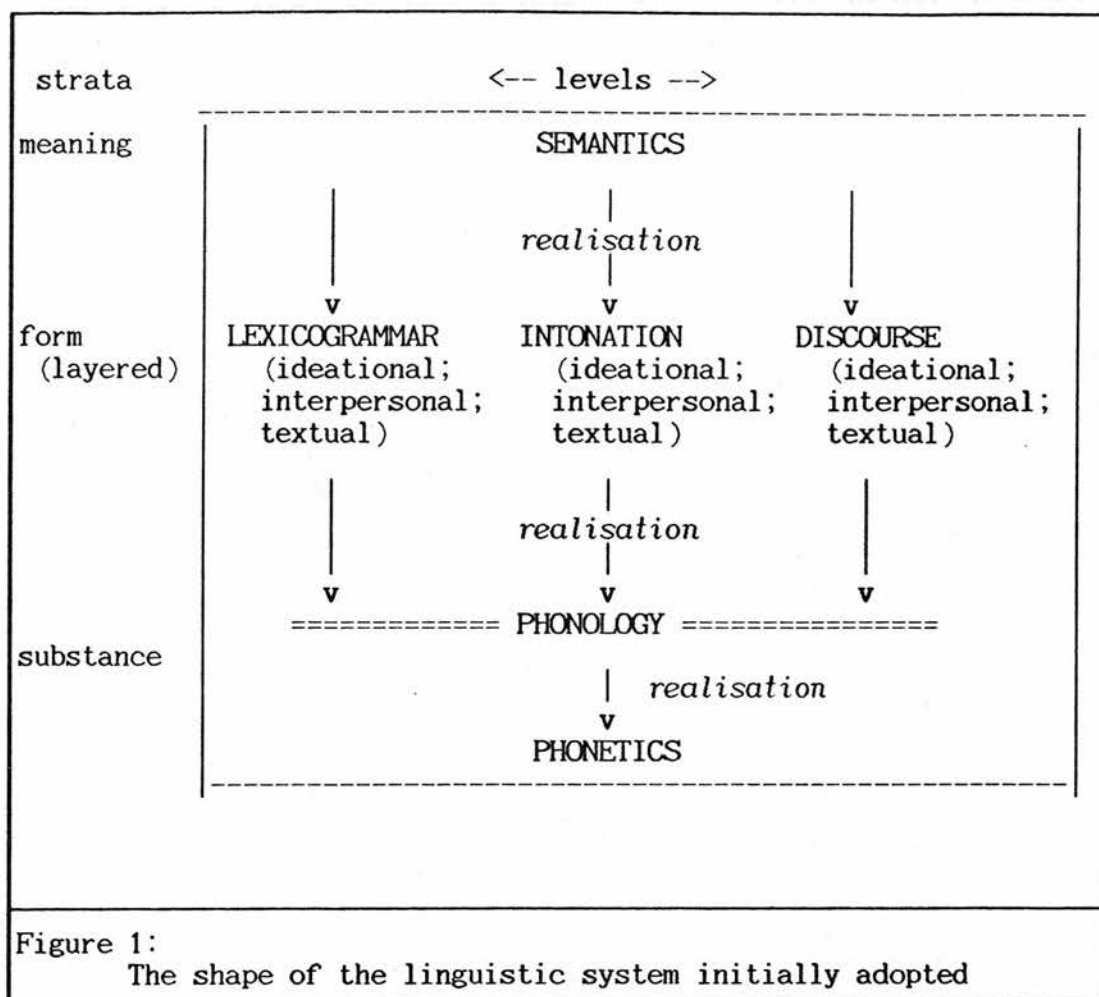 strata <-- levels -->
meaning SEMANTICS
realisation
v v v
form LEXICOGRAMMAR INTONATION DISCOURSE
(layered) (ideational; (ideational; (ideational;
interpersonal; interpersonal; interpersonal;
textual) textual) textual)
realisation
v v v
============ PHONOLOGY ================
substance
realisation
v
PHONETICS
Figure 1:
The shape of the linguistic system initially adopted